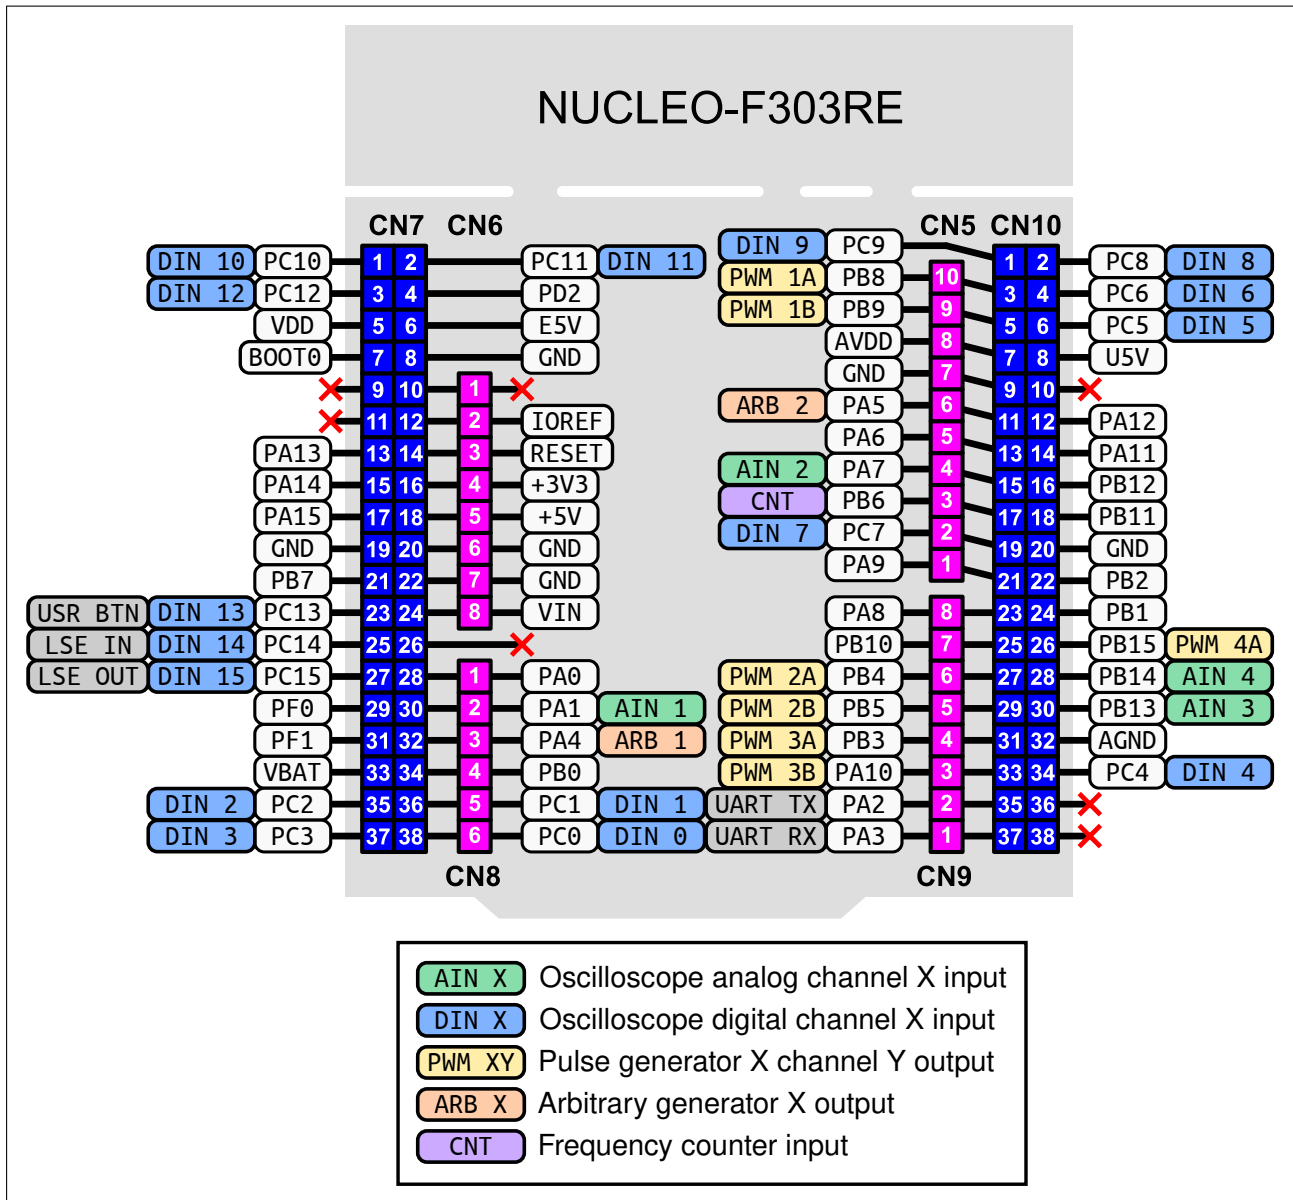 NUCLEO-F303RE
CN7 CN6 CN5 CN10
DIN 9 PC9
DIN 10 PC10 1 2 PC11 DIN 11 1 2 PC8 DIN 8
PWM 1A PB8 10
DIN 12 PC12 3 4 PD2 3 4 PC6 DIN 6
PWM 1B PB9 9
VDD 5 6 E5V 5 6 PC5 DIN 5
AVDD 8
BOOT0 7 8 GND 7 8 U5V
GND 7
9 10 1 9 10
ARB 2 PA5 6
11 12 2 IOREF 11 12 PA12
PA6 5
PA13 13 14 3 RESET 13 14 PA11
AIN 2 PA7 4
PA14 15 16 4 +3V3 15 16 PB12
CNT PB6 3
PA15 17 18 5 +5V 17 18 PB11
DIN 7 PC7 2
GND 19 20 6 GND 19 20 GND
PA9 1
PB7 21 22 7 GND 21 22 PB2
USR BTN DIN 13 PC13 23 24 8 VIN PA8 8 23 24 PB1
LSE IN DIN 14 PC14 25 26 PB10 7 25 26 PB15 PWM 4A
LSE OUT DIN 15 PC15 27 28 1 PA0 PWM 2A PB4 6 27 28 PB14 AIN 4
PF0 29 30 2 PA1 AIN 1 PWM 2B PB5 5 29 30 PB13 AIN 3
PF1 31 32 3 PA4 ARB 1 PWM 3A PB3 4 31 32 AGND
VBAT 33 34 4 PB0 PWM 3B PA10 3 33 34 PC4 DIN 4
DIN 2 PC2 35 36 5 PC1 DIN 1 UART TX PA2 2 35 36
DIN 3 PC3 37 38 6 PC0 DIN 0 UART RX PA3 1 37 38
CN8 CN9
AIN X Oscilloscope analog channel X input
DIN X Oscilloscope digital channel X input
PWM XY Pulse generator X channel Y output
ARB X Arbitrary generator X output
CNT Frequency counter input